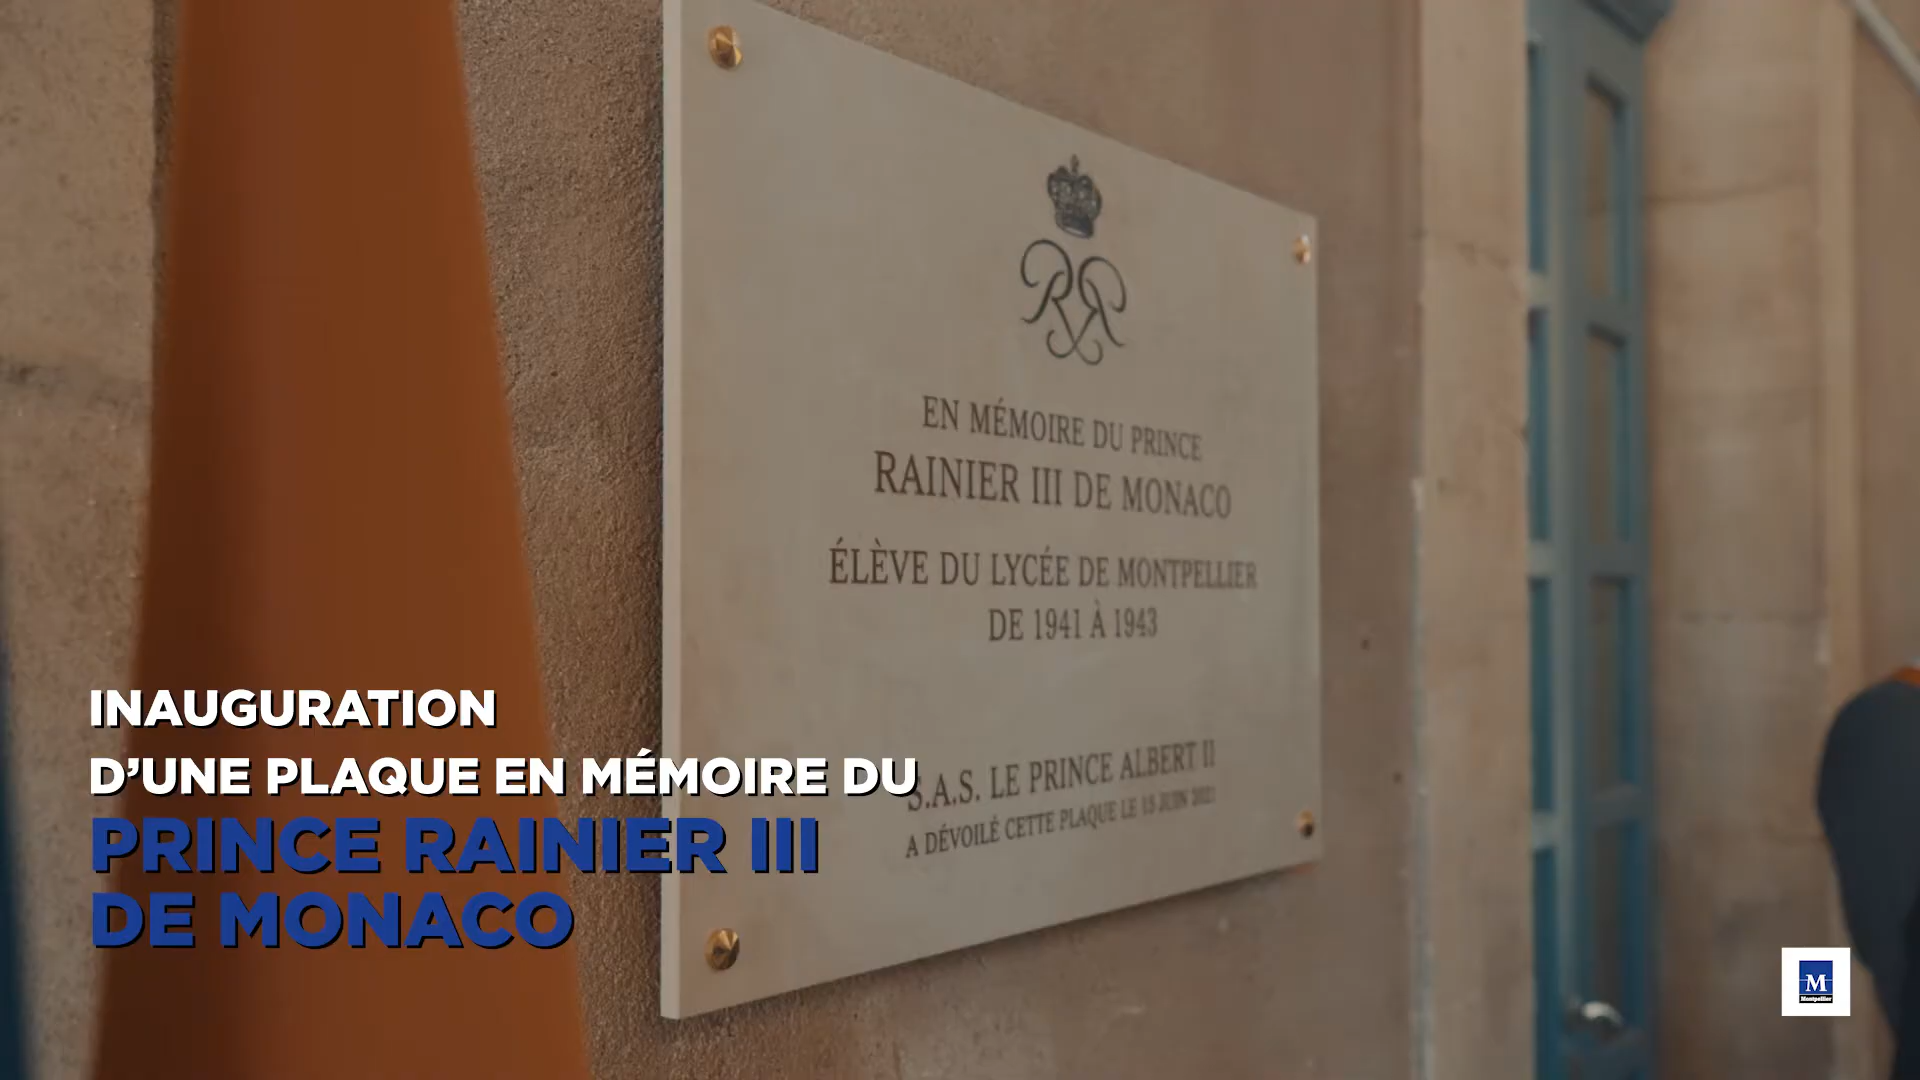 EN MÉMOIRE DU PRINCE
RAINIER III DE MONACO
ÉLÈVE DU LYCÉE DE MONTPELLIER
DE 1941 À 1943
S.A.S. LE PRINCE ALBERT II
A DÉVOILÉ CETTE PLAQUE LE 15 JUIN 2021
INAUGURATION
D’UNE PLAQUE EN MÉMOIRE DU
PRINCE RAINIER III
DE MONACO
M
Montpellier